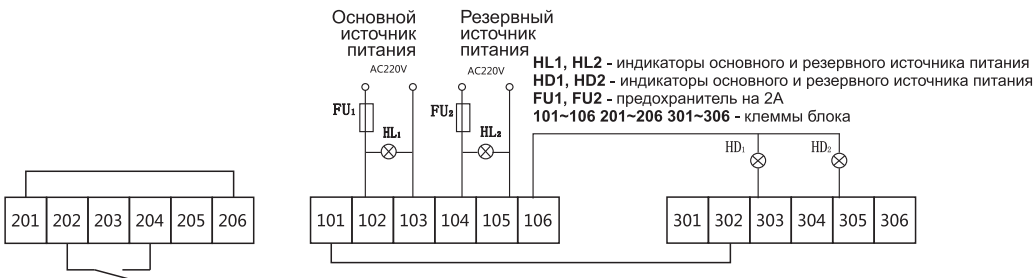 Основной
источник
питания
Резервный
источник
питания
AC220V
AC220V
HL1, HL2 - индикаторы основного и резервного источника питания
HD1, HD2 - индикаторы основного и резервного источника питания
FU1, FU2 - предохранитель на 2А
101~106 201~206 301~306 - клеммы блока
FU₁
FU₂
HL₁
HL₂
HD₁
HD₂
201 202 203 204 205 206
101 102 103 104 105 106
301 302 303 304 305 306